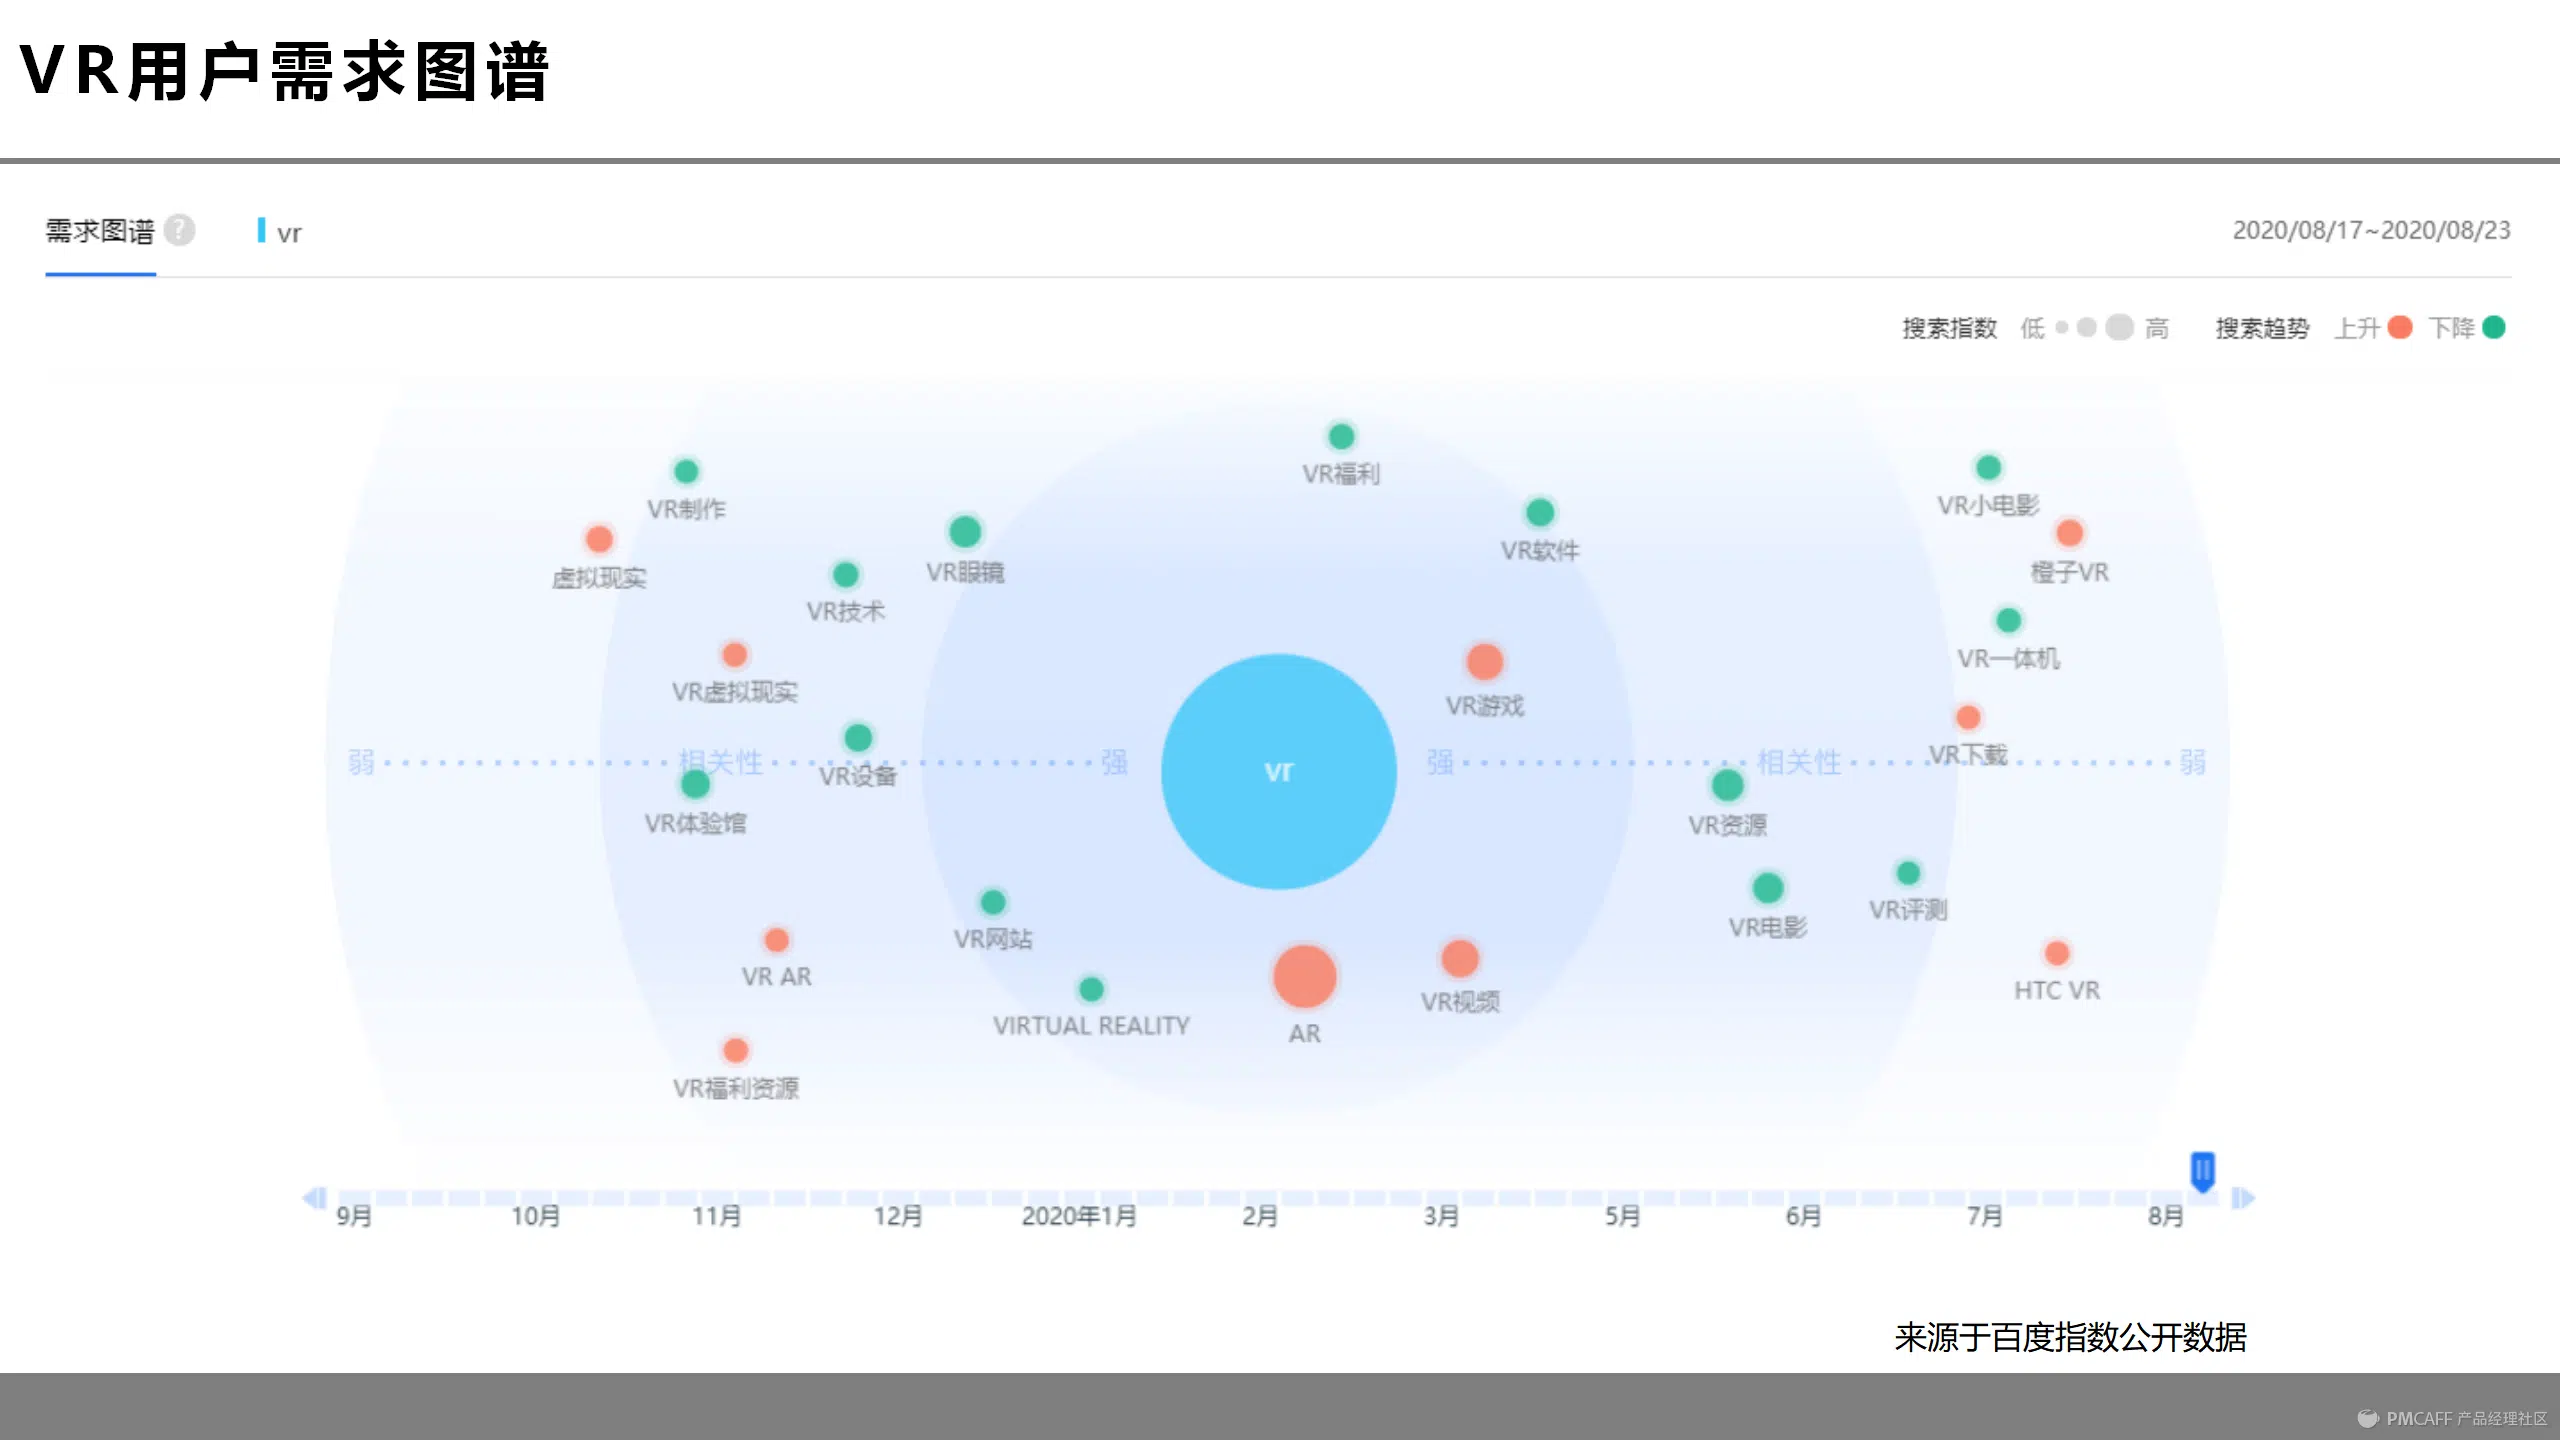 VR用户需求图谱
需求图谱 ? vr 2020/08/17~2020/08/23
搜索指数 低 高 搜索趋势 上升 下降
VR福利
VR制作
VR小电影
VR软件
虚拟现实
VR眼镜
橙子VR
VR技术
VR一体机
VR虚拟现实
VR游戏
VR下载
弱 相关性 强 vr 强 相关性 弱
VR设备
VR体验馆
VR资源
VR评测
VR电影
VR网站
VR AR
HTC VR
VR视频
VIRTUAL REALITY
AR
VR福利资源
9月 10月 11月 12月 2020年1月 2月 3月 5月 6月 7月 8月
来源于百度指数公开数据
PMCAFF 产品经理社区